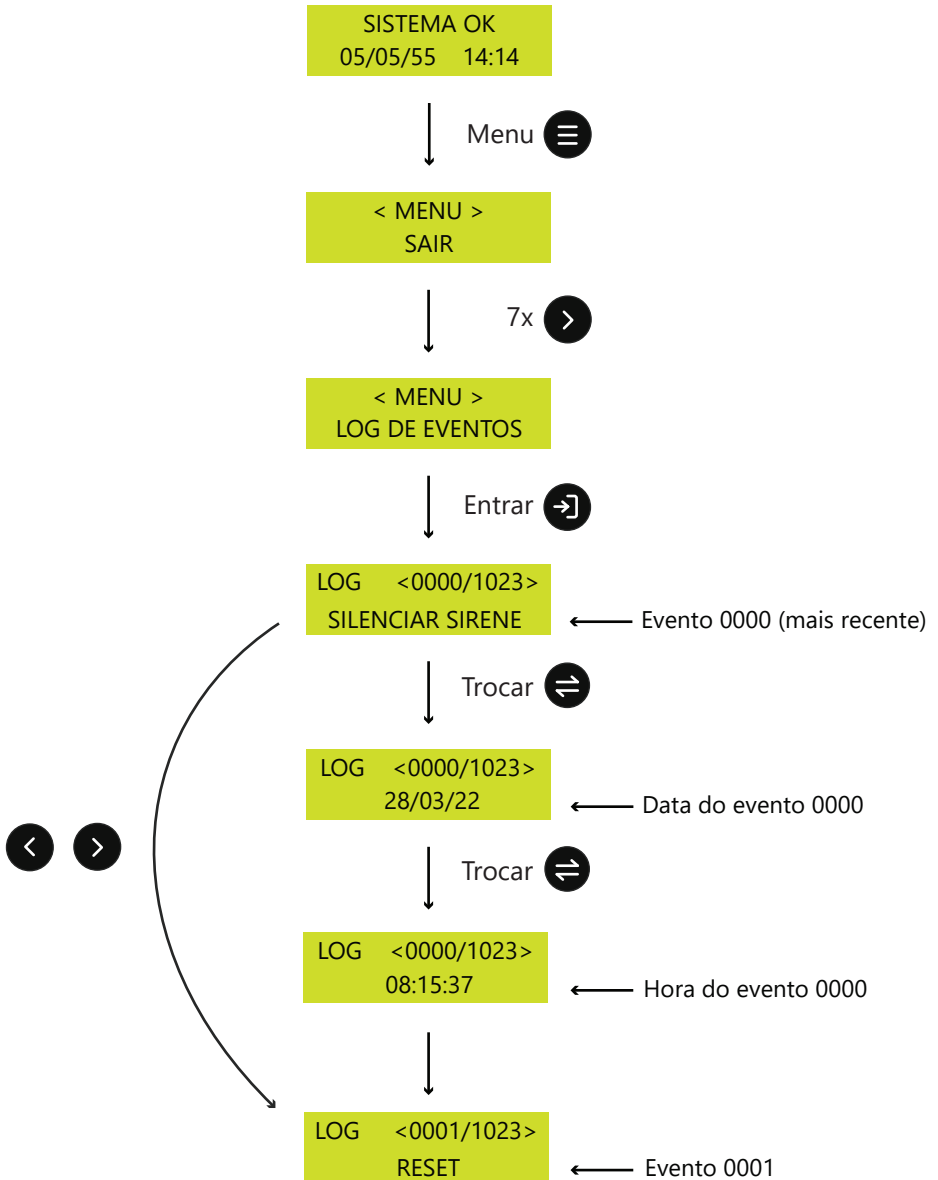 SISTEMA OK
05/05/55 14:14
Menu
< MENU >
SAIR
7x
< MENU >
LOG DE EVENTOS
Entrar
LOG <0000/1023>
SILENCIAR SIRENE
Evento 0000 (mais recente)
Trocar
LOG <0000/1023>
28/03/22
Data do evento 0000
Trocar
LOG <0000/1023>
08:15:37
Hora do evento 0000
LOG <0001/1023>
RESET
Evento 0001